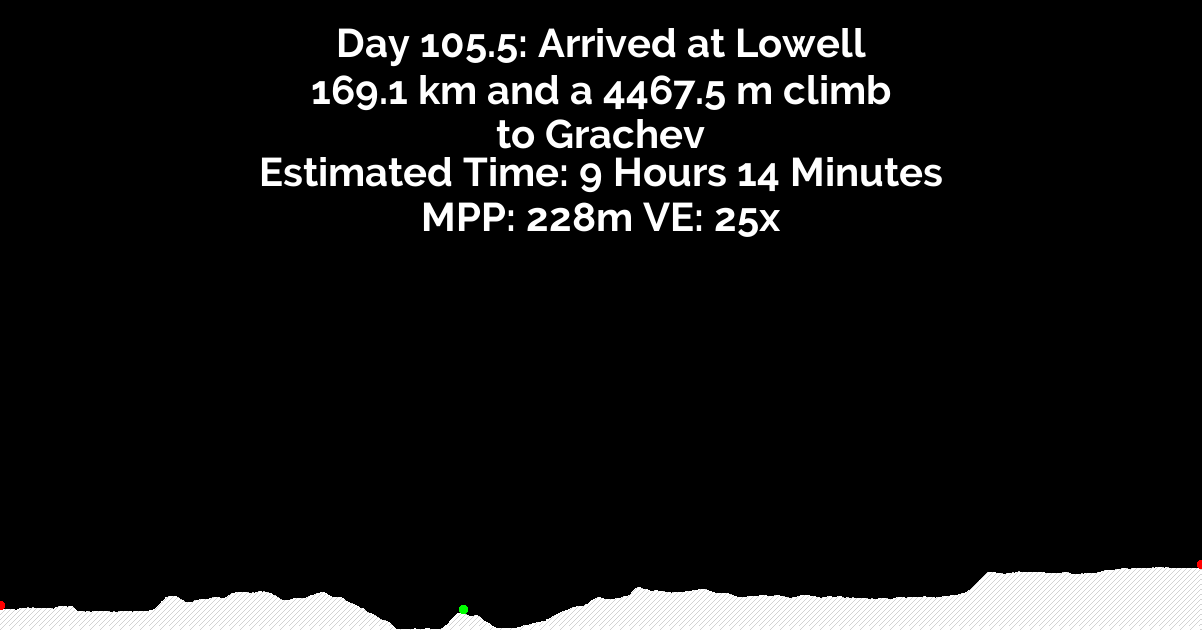 Day 105.5: Arrived at Lowell
169.1 km and a 4467.5 m climb
to Grachev
Estimated Time: 9 Hours 14 Minutes
MPP: 228m VE: 25x